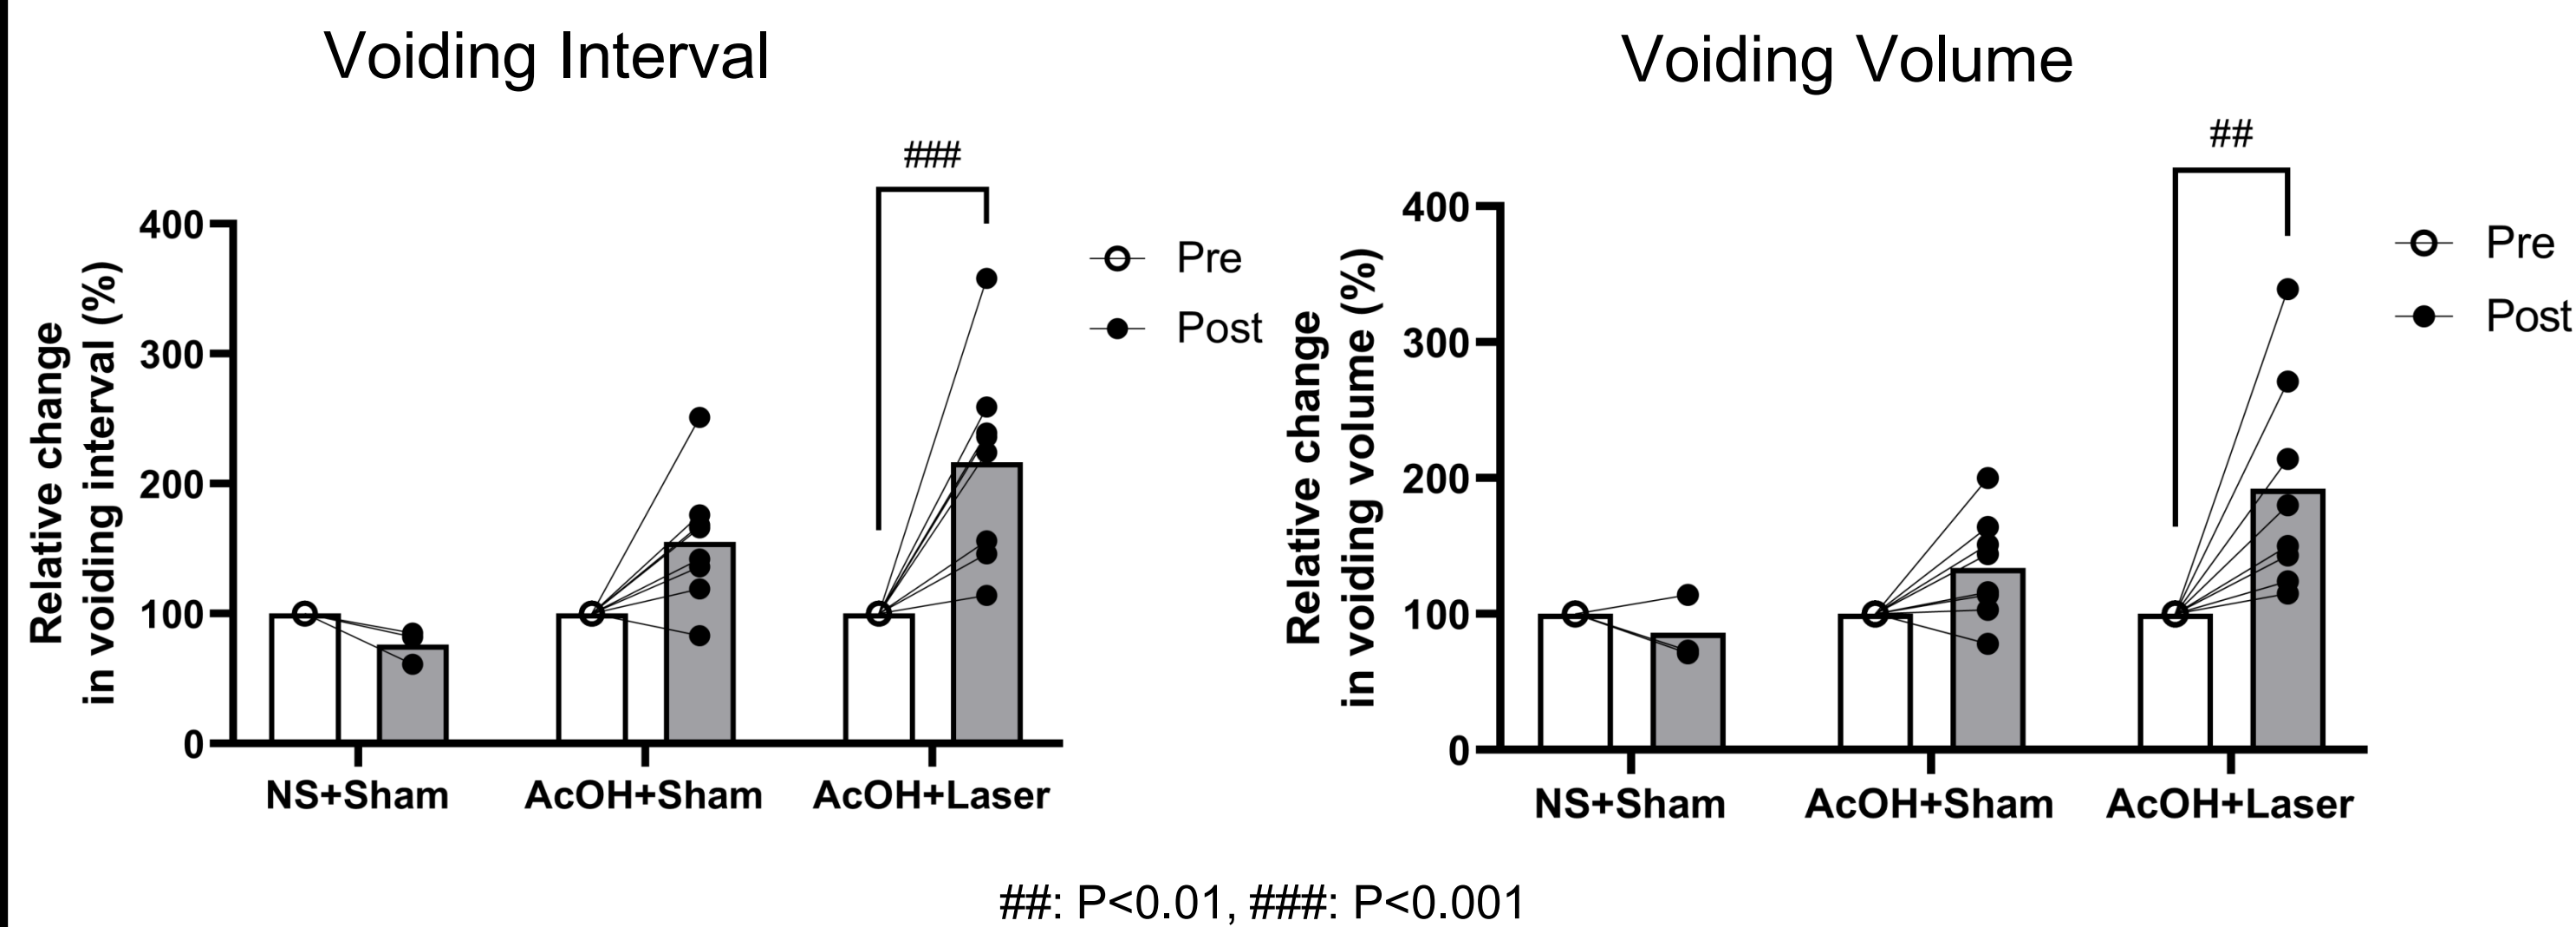 Voiding Interval
###
400
300
200
100
0
Relative change
in voiding interval (%)
NS+Sham
AcOH+Sham
AcOH+Laser
Pre
Post
Voiding Volume
##
400
300
200
100
0
Relative change
in voiding volume (%)
NS+Sham
AcOH+Sham
AcOH+Laser
Pre
Post
##: P<0.01, ###: P<0.001